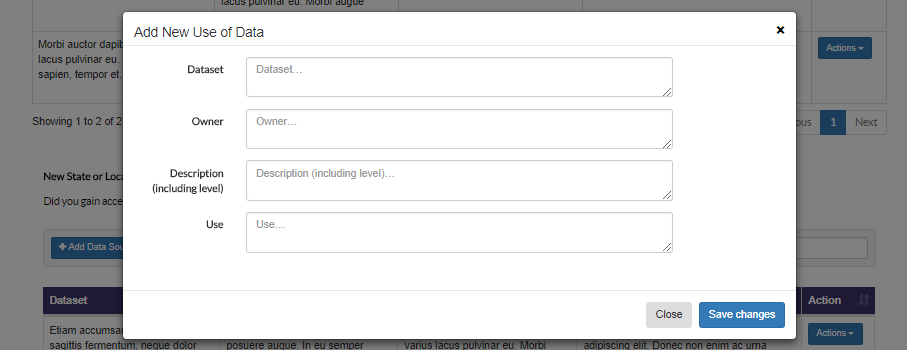 lacus pulvinar eu. Morbi augue
Add New Use of Data
×
Morbi auctor dapib
lacus pulvinar eu.
sapien, tempor et.
Actions
Dataset
Dataset...
Owner
Owner...
Showing 1 to 2 of 2
ous 1 Next
Description
(including level)
Description (including level)...
New State or Loca
Did you gain acce
Use
Use...
+ Add Data Sou
Close
Save changes
Dataset
Action
Etiam accumsan
sagittis fermentum, neque dolor
posuere augue. In eu semper
varius lacus pulvinar eu. Morbi
adipiscing elit. Donec non enim ac urna
Actions